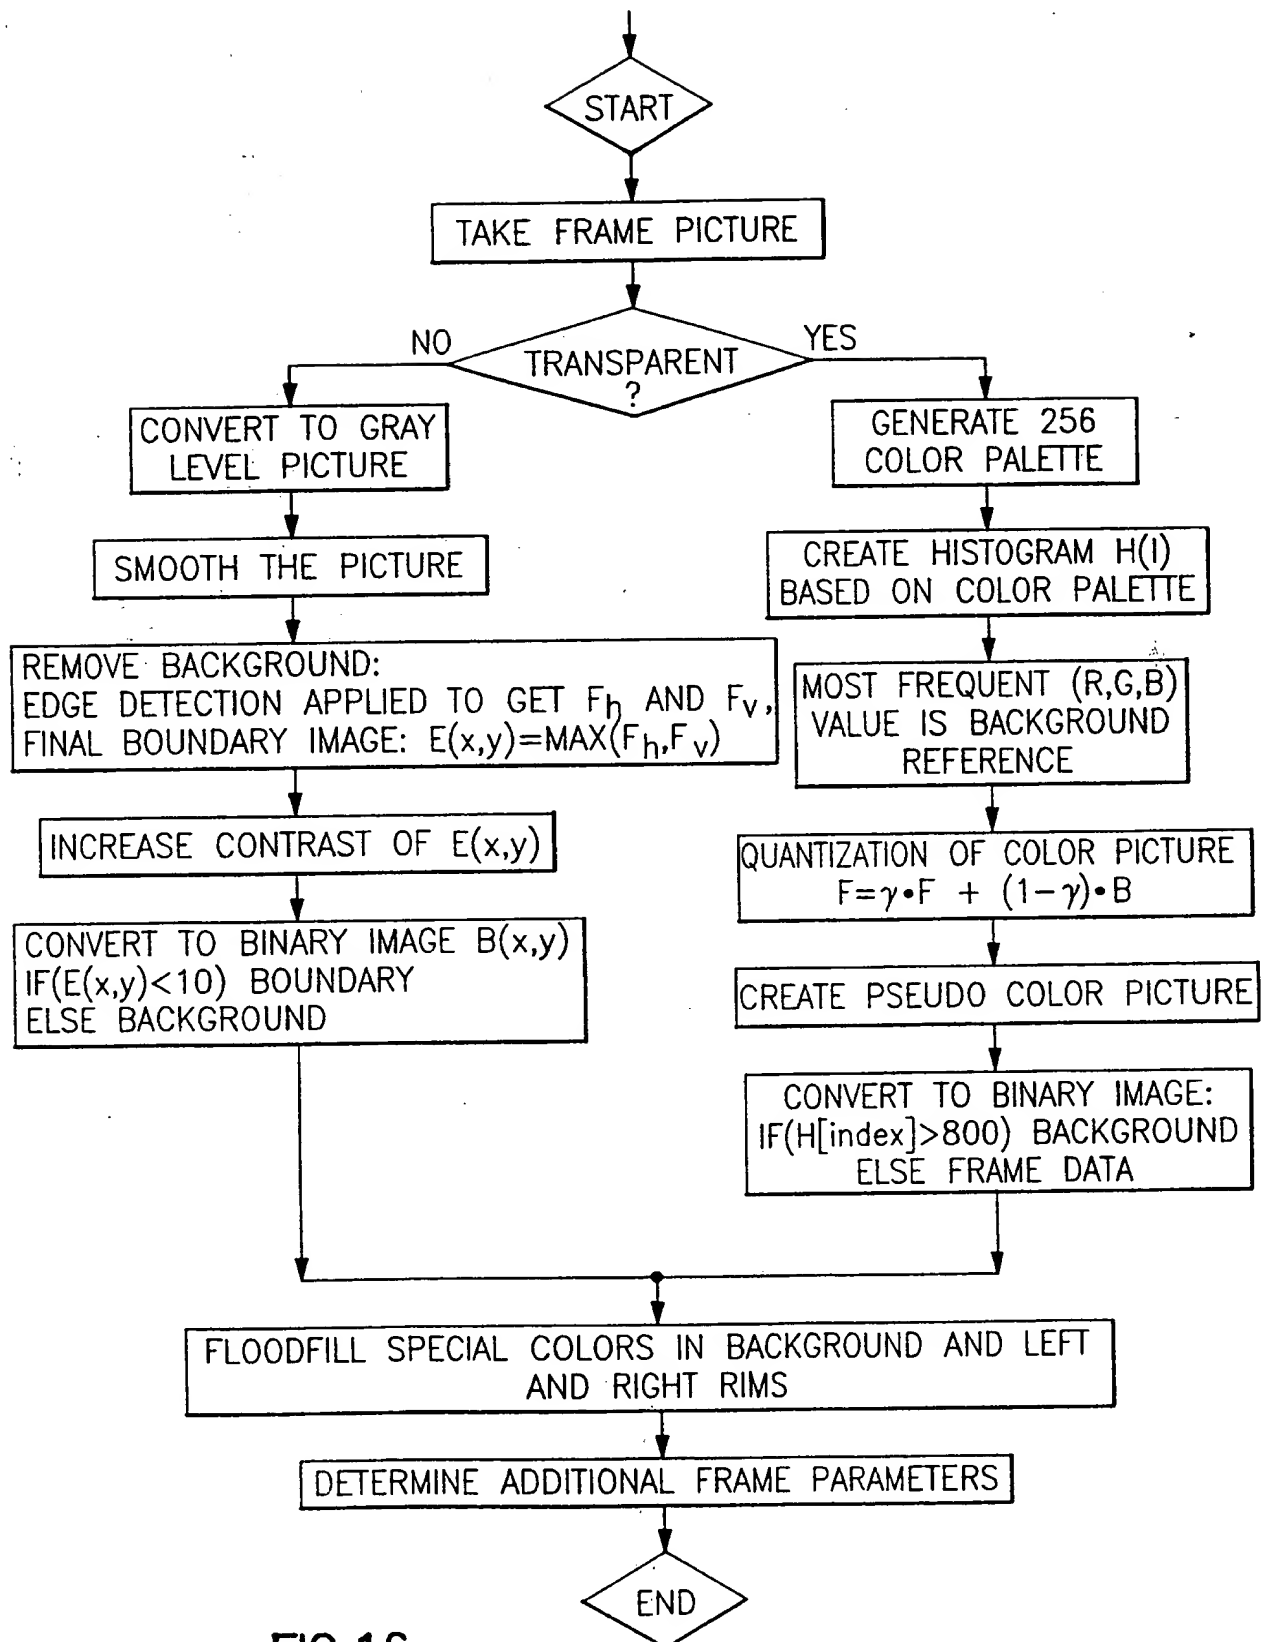 START
TAKE FRAME PICTURE
TRANSPARENT
?
NO
YES
CONVERT TO GRAY
LEVEL PICTURE
SMOOTH THE PICTURE
REMOVE BACKGROUND:
EDGE DETECTION APPLIED TO GET Fh AND Fv,
FINAL BOUNDARY IMAGE: E(x,y)=MAX(Fh,Fv)
INCREASE CONTRAST OF E(x,y)
CONVERT TO BINARY IMAGE B(x,y)
IF(E(x,y)<10) BOUNDARY
ELSE BACKGROUND
GENERATE 256
COLOR PALETTE
CREATE HISTOGRAM H(I)
BASED ON COLOR PALETTE
MOST FREQUENT (R,G,B)
VALUE IS BACKGROUND
REFERENCE
QUANTIZATION OF COLOR PICTURE
F=γ•F + (1-γ)•B
CREATE PSEUDO COLOR PICTURE
CONVERT TO BINARY IMAGE:
IF(H[index]>800) BACKGROUND
ELSE FRAME DATA
FLOODFILL SPECIAL COLORS IN BACKGROUND AND LEFT
AND RIGHT RIMS
DETERMINE ADDITIONAL FRAME PARAMETERS
END